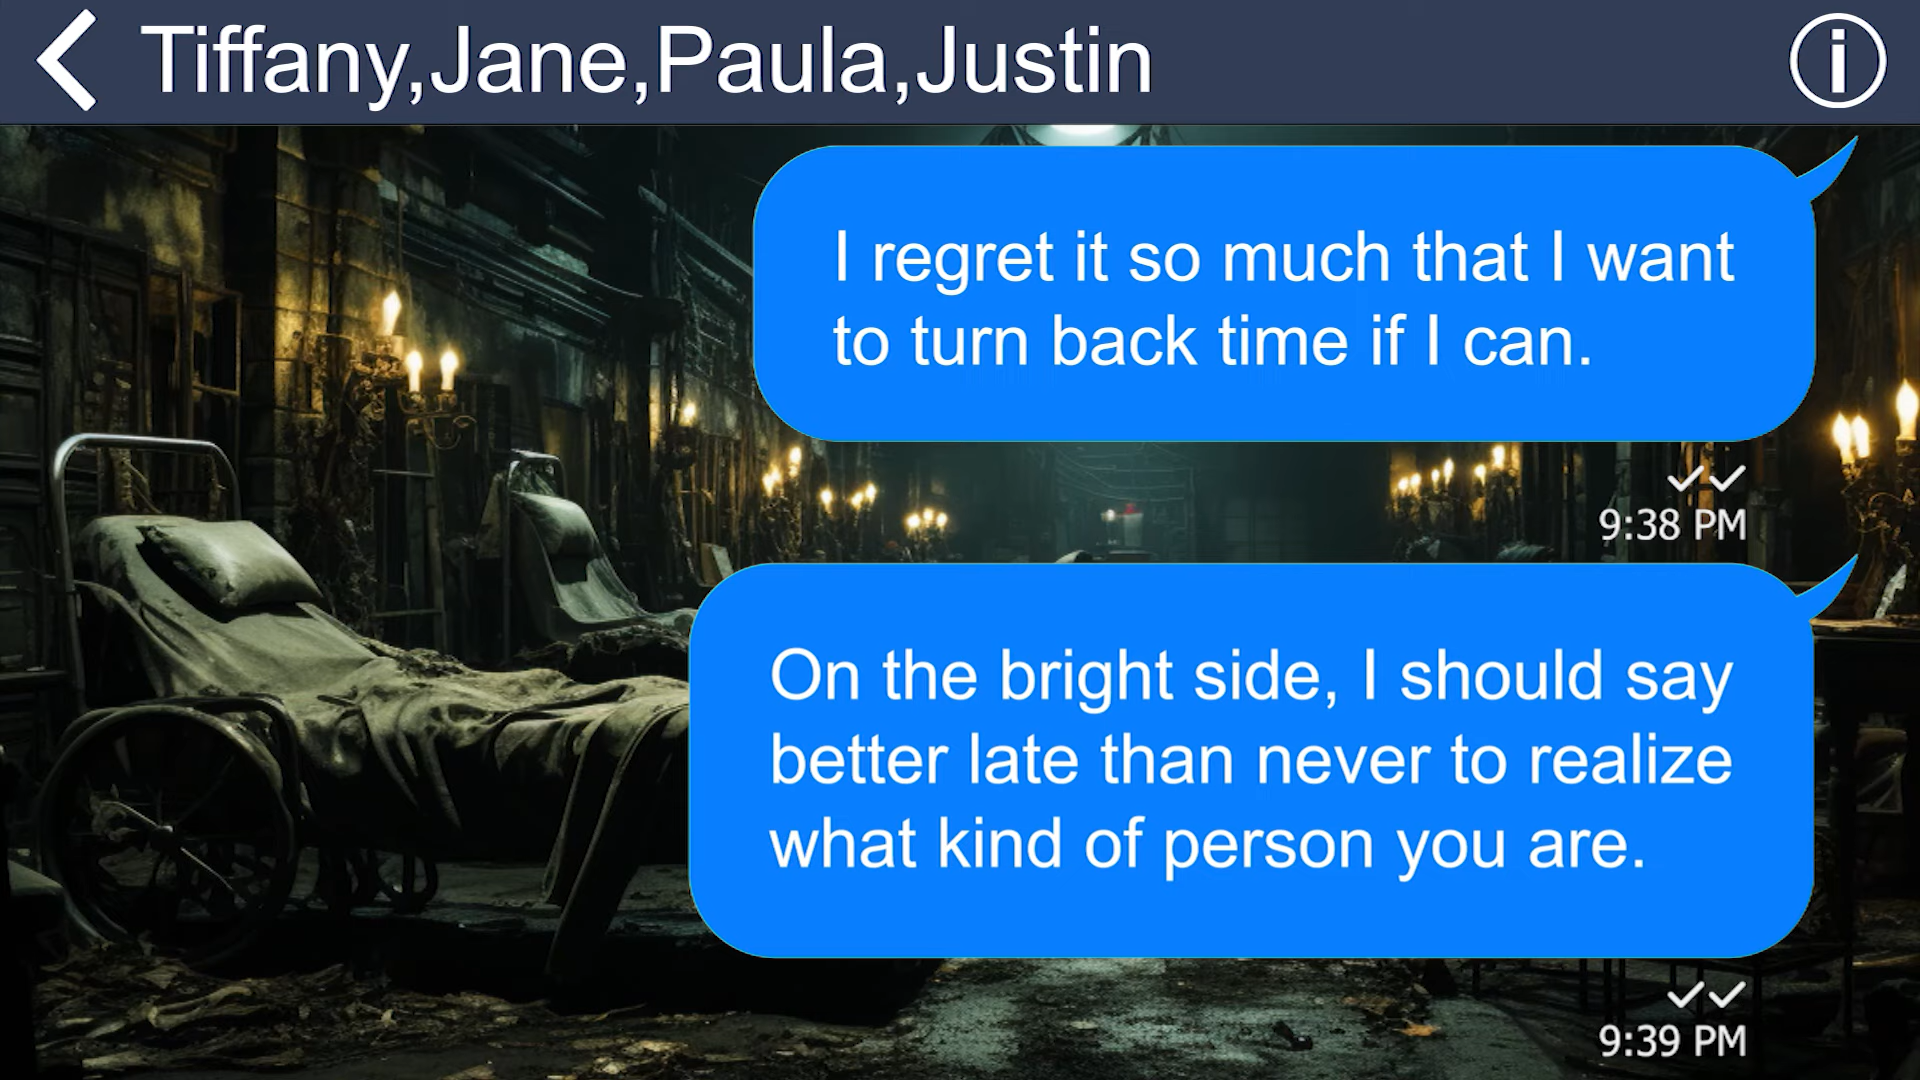 Tiffany,Jane,Paula,Justin
I regret it so much that I want
to turn back time if I can.
9:38 PM
On the bright side, I should say
better late than never to realize
what kind of person you are.
9:39 PM